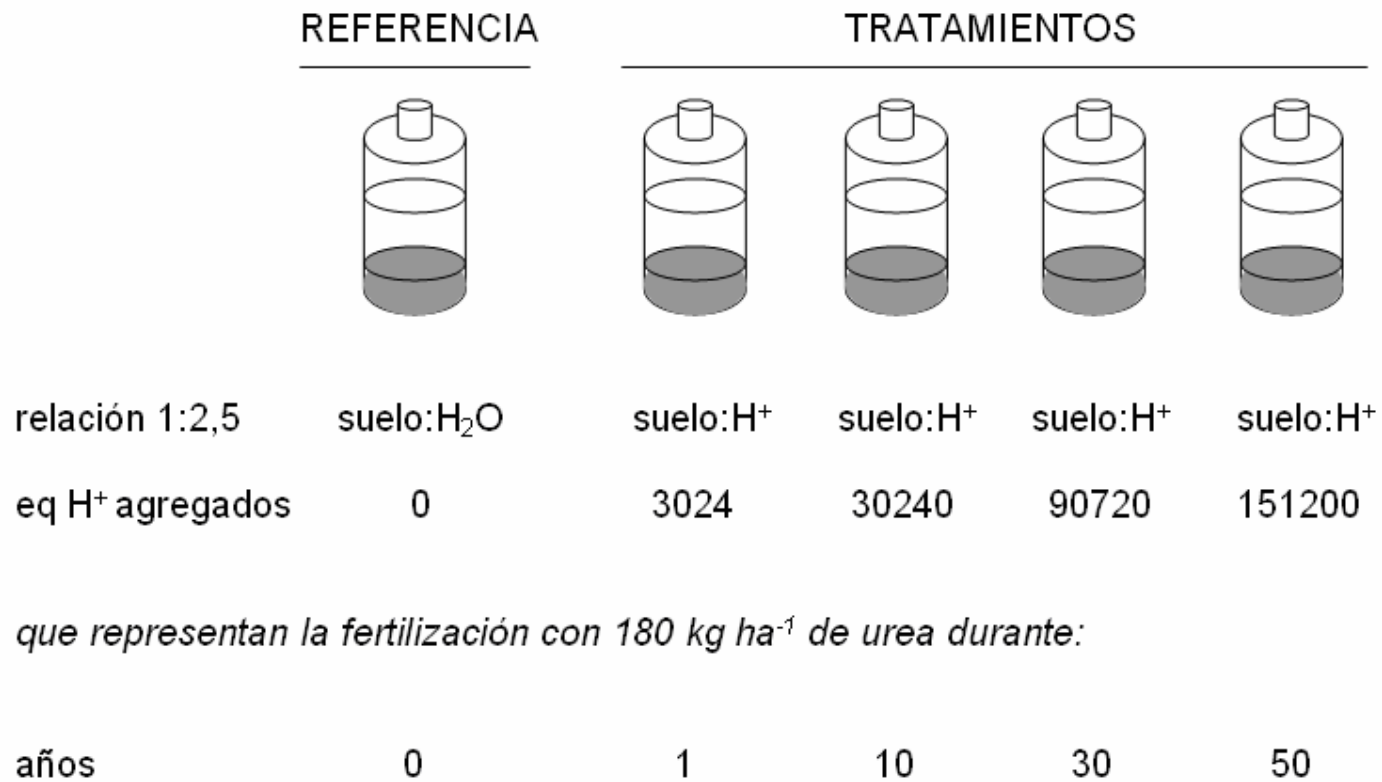 REFERENCIA TRATAMIENTOS
relación 1:2,5 suelo:H₂O suelo:H⁺ suelo:H⁺ suelo:H⁺ suelo:H⁺
eq H⁺ agregados 0 3024 30240 90720 151200
que representan la fertilización con 180 kg ha⁻¹ de urea durante:
años 0 1 10 30 50